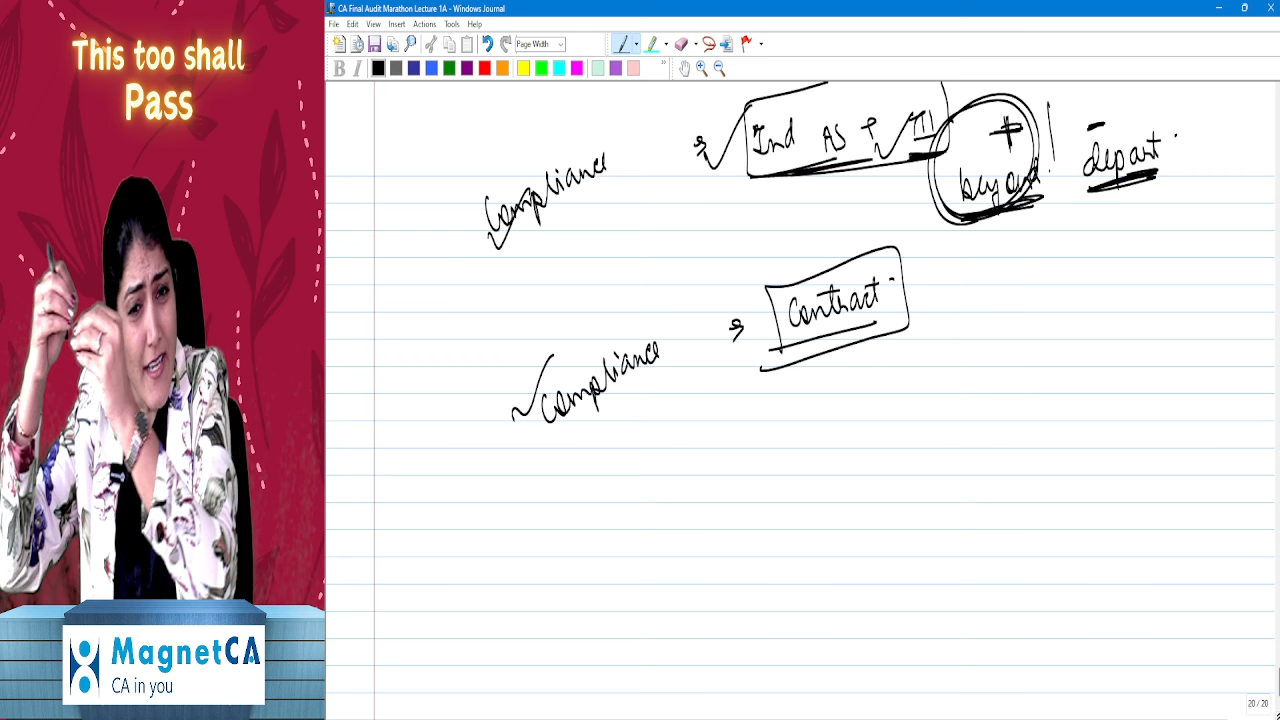 This too shall
Pass
CA Final Audit Marathon Lecture 1A - Windows Journal
File Edit View Insert Actions Tools Help
Page Width
B I
Compliance
Ind AS +
+
beyond
depart
Contract
Compliance
MagnetCA
CA in you
20 / 20